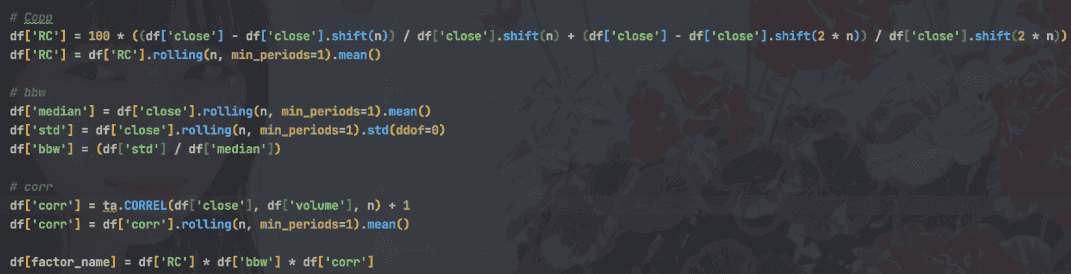 # Copp
df['RC'] = 100 * ((df['close'] - df['close'].shift(n)) / df['close'].shift(n) + (df['close'] - df['close'].shift(2 * n)) / df['close'].shift(2 * n))
df['RC'] = df['RC'].rolling(n, min_periods=1).mean()
# bbw
df['median'] = df['close'].rolling(n, min_periods=1).mean()
df['std'] = df['close'].rolling(n, min_periods=1).std(ddof=0)
df['bbw'] = (df['std'] / df['median'])
# corr
df['corr'] = ta.CORREL(df['close'], df['volume'], n) + 1
df['corr'] = df['corr'].rolling(n, min_periods=1).mean()
df[factor_name] = df['RC'] * df['bbw'] * df['corr']